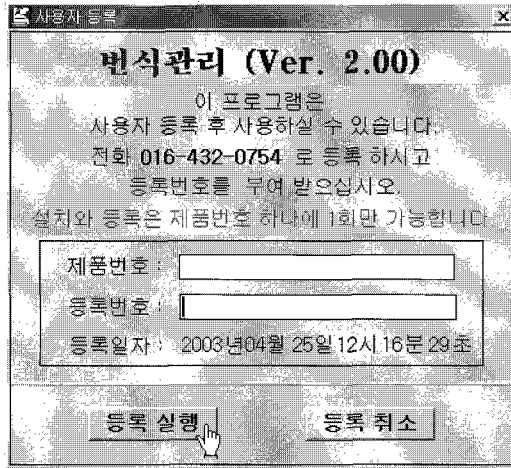 사용자 등록
번식관리 (Ver. 2.00)
이 프로그램은
사용자 등록 후 사용하실 수 있습니다.
전화 016-432-0754 로 등록 하시고
등록번호를 부여 받으십시오.
설치와 등록은 제품번호 하나에 1회만 가능합니다
제품번호 :
등록번호 :
등록일자 : 2003년04월 25일12시16분29초
등록 실행 등록 취소